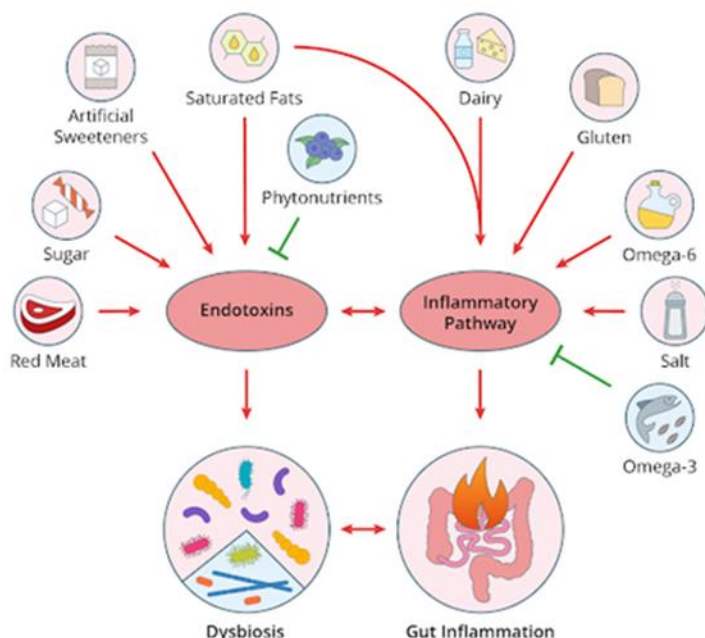 Artificial
Sweeteners
Saturated Fats
Dairy
Gluten
Phytonutrients
Sugar
Omega-6
Red Meat
Endotoxins
Inflammatory
Pathway
Salt
Omega-3
Dysbiosis
Gut Inflammation